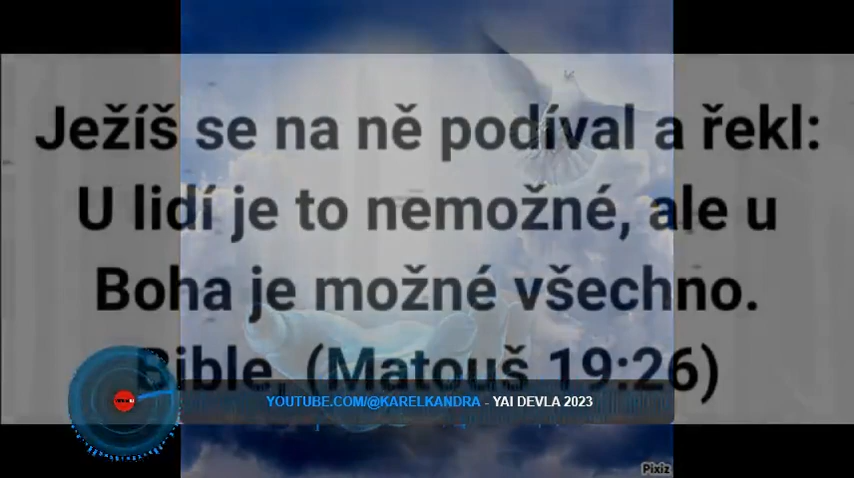 Ježíš se na ně podíval a řekl:
U lidí je to nemožné, ale u
Boha je možné všechno.
Bible, (Matouš 19:26)
YOUTUBE.COM/@KARELKANDRA - YAI DEVLA 2023
Pixiz